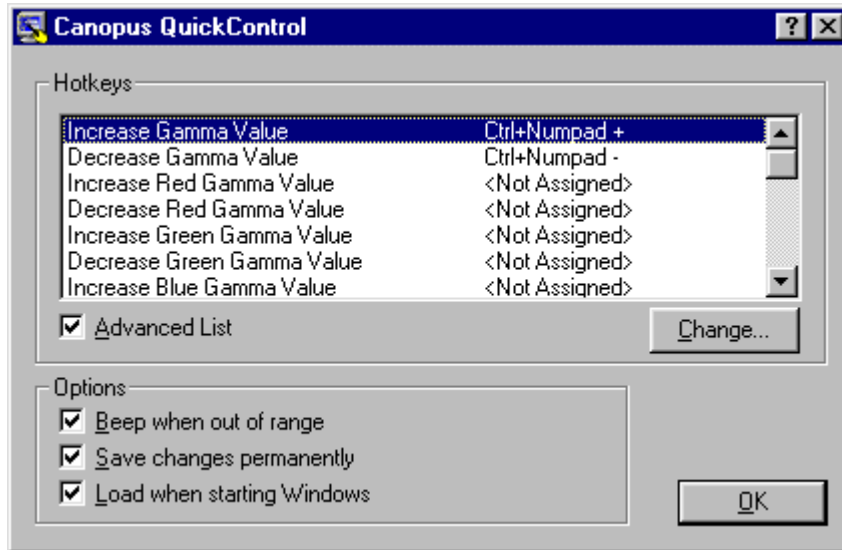 Canopus QuickControl
Hotkeys
Increase Gamma Value Ctrl+Numpad +
Decrease Gamma Value Ctrl+Numpad -
Increase Red Gamma Value <Not Assigned>
Decrease Red Gamma Value <Not Assigned>
Increase Green Gamma Value <Not Assigned>
Decrease Green Gamma Value <Not Assigned>
Increase Blue Gamma Value <Not Assigned>
Advanced List
Change...
Options
Beep when out of range
Save changes permanently
Load when starting Windows
OK